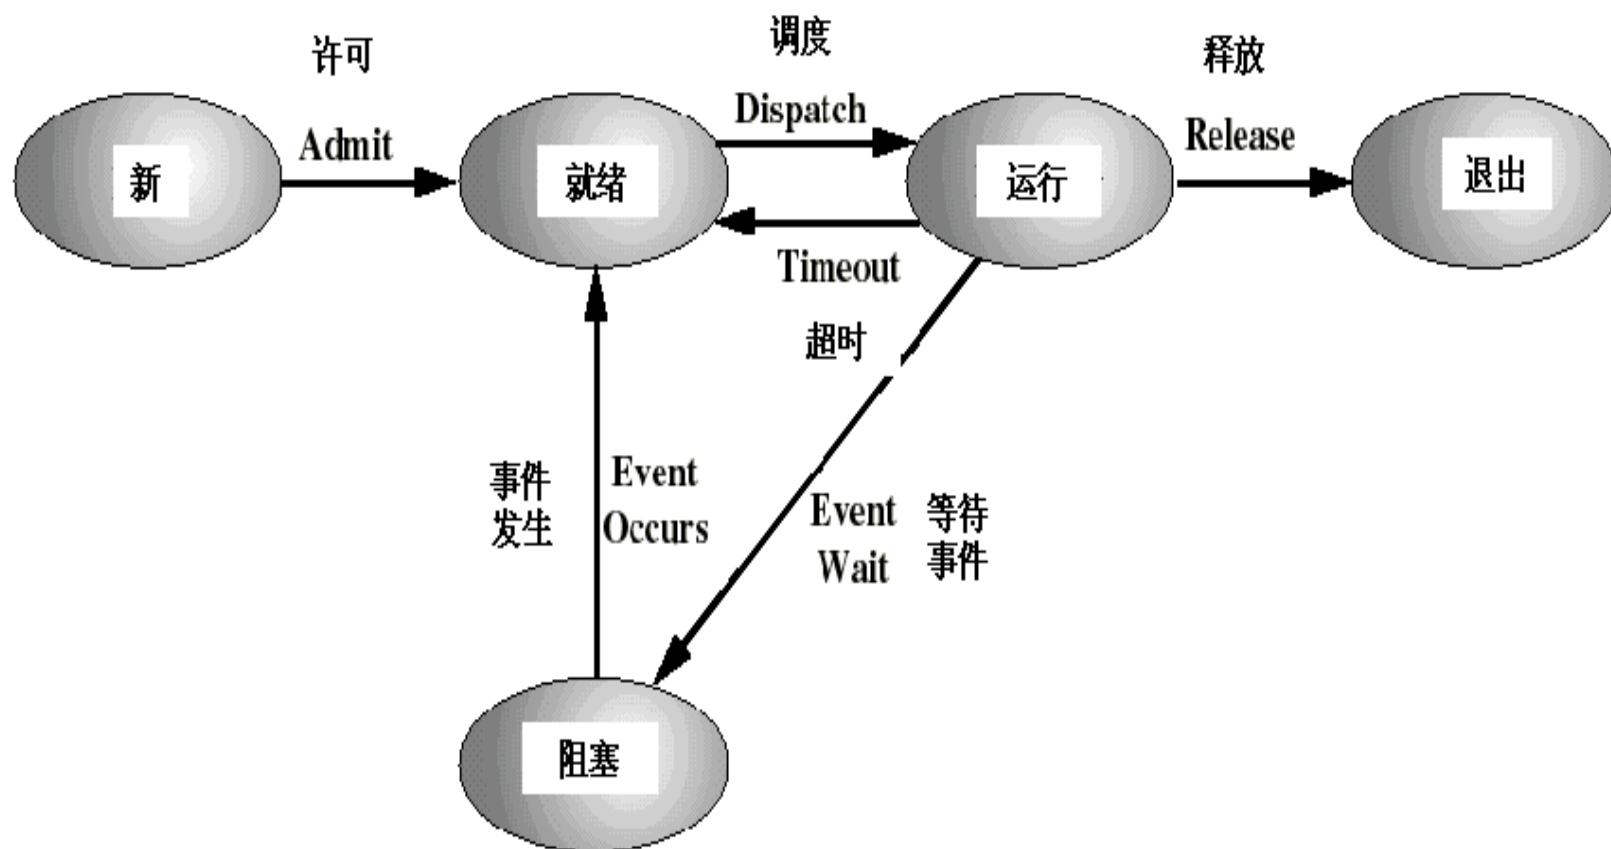 许可
Admit
调度
Dispatch
释放
Release
新
就绪
运行
退出
Timeout
超时
事件
发生
Event
Occurs
Event
Wait
等待
事件
阻塞